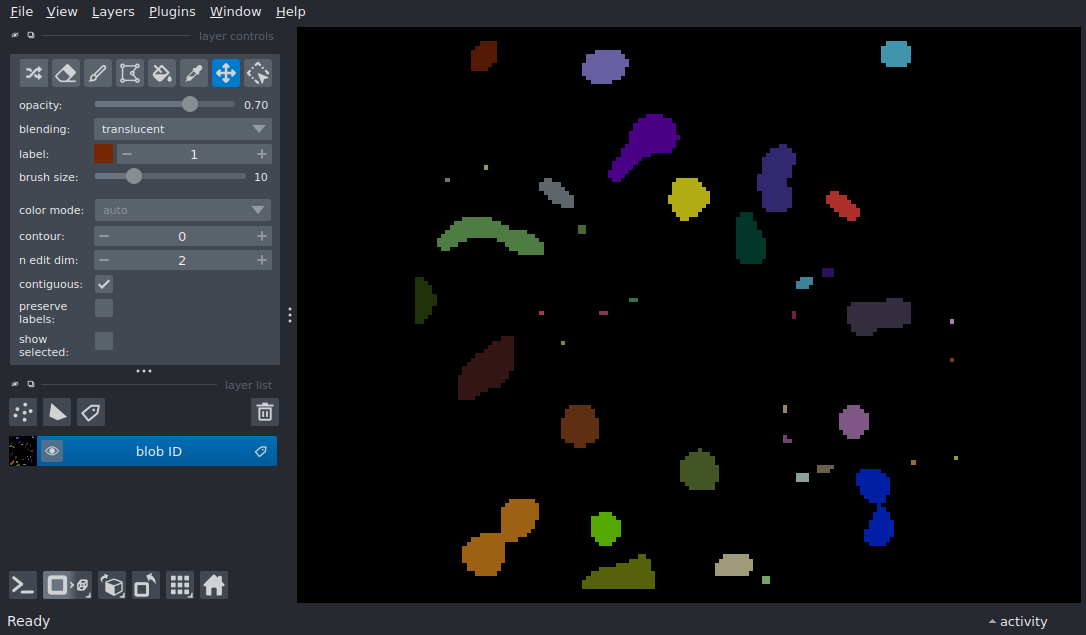 File View Layers Plugins Window Help
layer controls
opacity: 0.70
blending: translucent
label: 1
brush size: 10
color mode: auto
contour: 0
n edit dim: 2
contiguous:
preserve
labels:
show
selected:
layer list
blob ID
Ready activity